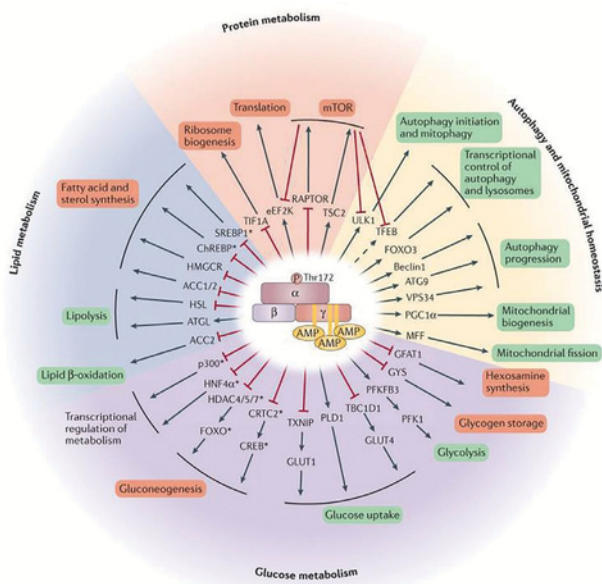 Protein metabolism
Translation
mTOR
Ribosome
biogenesis
Autophagy initiation
and mitophagy
Autophagy and mitochondrial homeostasis
Transcriptional
control of
autophagy
and lysosomes
Fatty acid and
sterol synthesis
Lipid metabolism
SREBP1*
TIF1A
eEF2K
RAPTOR
TSC2
ULK1
TFEB
ChREBP*
FOXO3
HMGCR
Beclin1
Autophagy
progression
ACC1/2
P
Thr172
ATG9
HSL
α
VPS34
Lipolysis
ATGL
β
γ
PGC1α
Mitochondrial
biogenesis
ACC2
AMP
AMP
AMP
MFF
Mitochondrial fission
Lipid β-oxidation
p300*
GFAT1
Hexosamine
synthesis
HNF4α*
GYS
Transcriptional
regulation of
metabolism
HDAC4/5/7*
CRTC2*
TXNIP
PLD1
TBC1D1
PFKFB3
Glycogen storage
FOXO*
CREB*
GLUT1
GLUT4
PFK1
Glycolysis
Gluconeogenesis
Glucose uptake
Glucose metabolism